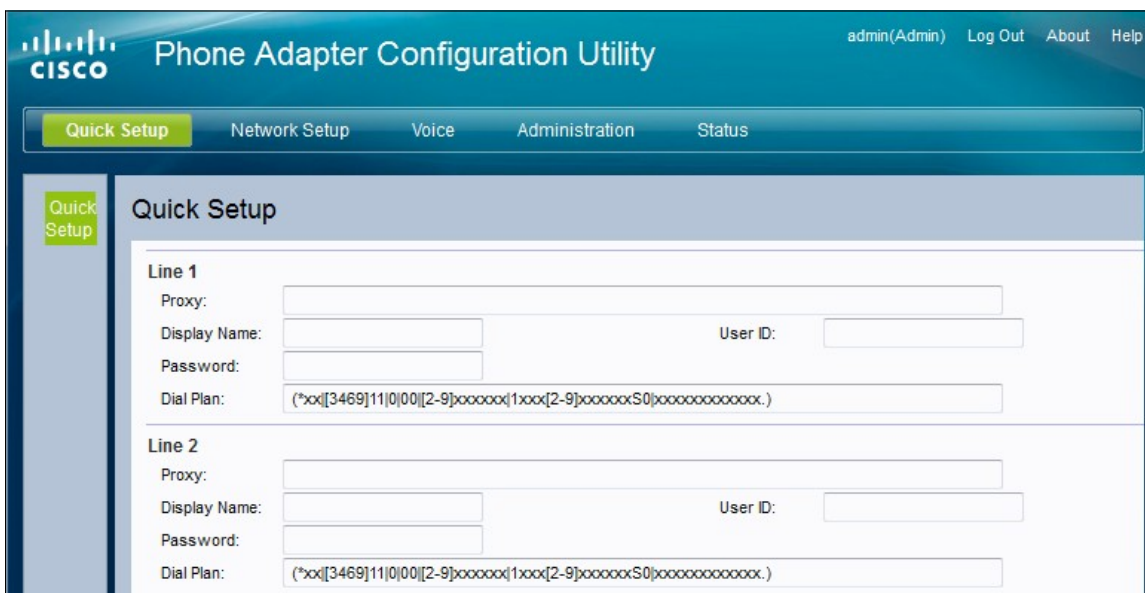 CISCO Phone Adapter Configuration Utility admin(Admin) Log Out About Help
Quick Setup Network Setup Voice Administration Status
Quick Setup
Quick Setup
Line 1
Proxy:
Display Name: User ID:
Password:
Dial Plan: (*xx|[3469]11|0|00|[2-9]xxxxxx|1xxx[2-9]xxxxxxS0|xxxxxxxxxxxx.)
Line 2
Proxy:
Display Name: User ID:
Password:
Dial Plan: (*xx|[3469]11|0|00|[2-9]xxxxxx|1xxx[2-9]xxxxxxS0|xxxxxxxxxxxx.)